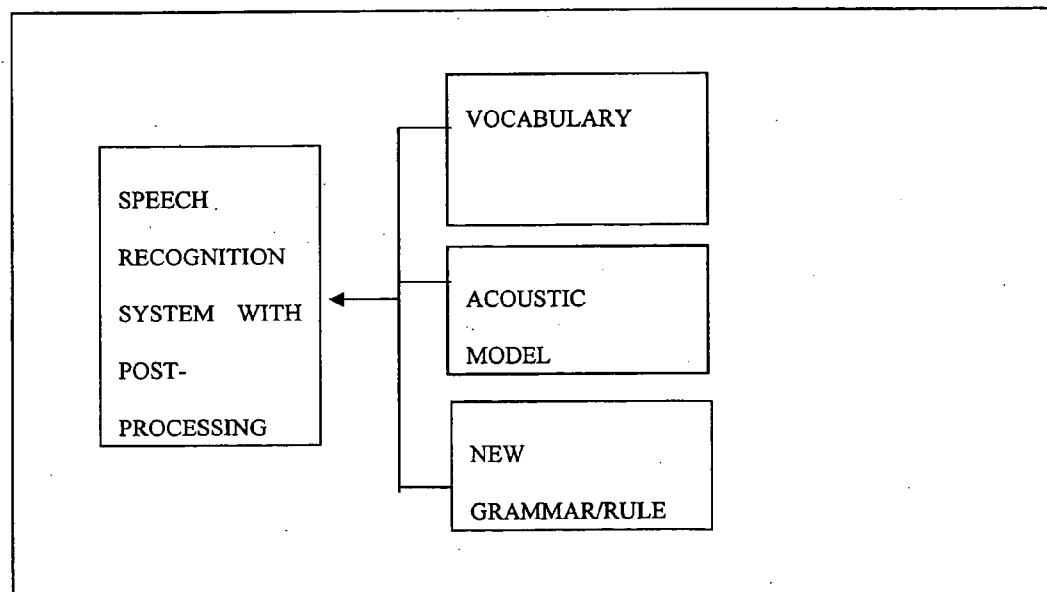 SPEECH
RECOGNITION
SYSTEM WITH
POST-
PROCESSING
VOCABULARY
ACOUSTIC
MODEL
NEW
GRAMMAR/RULE